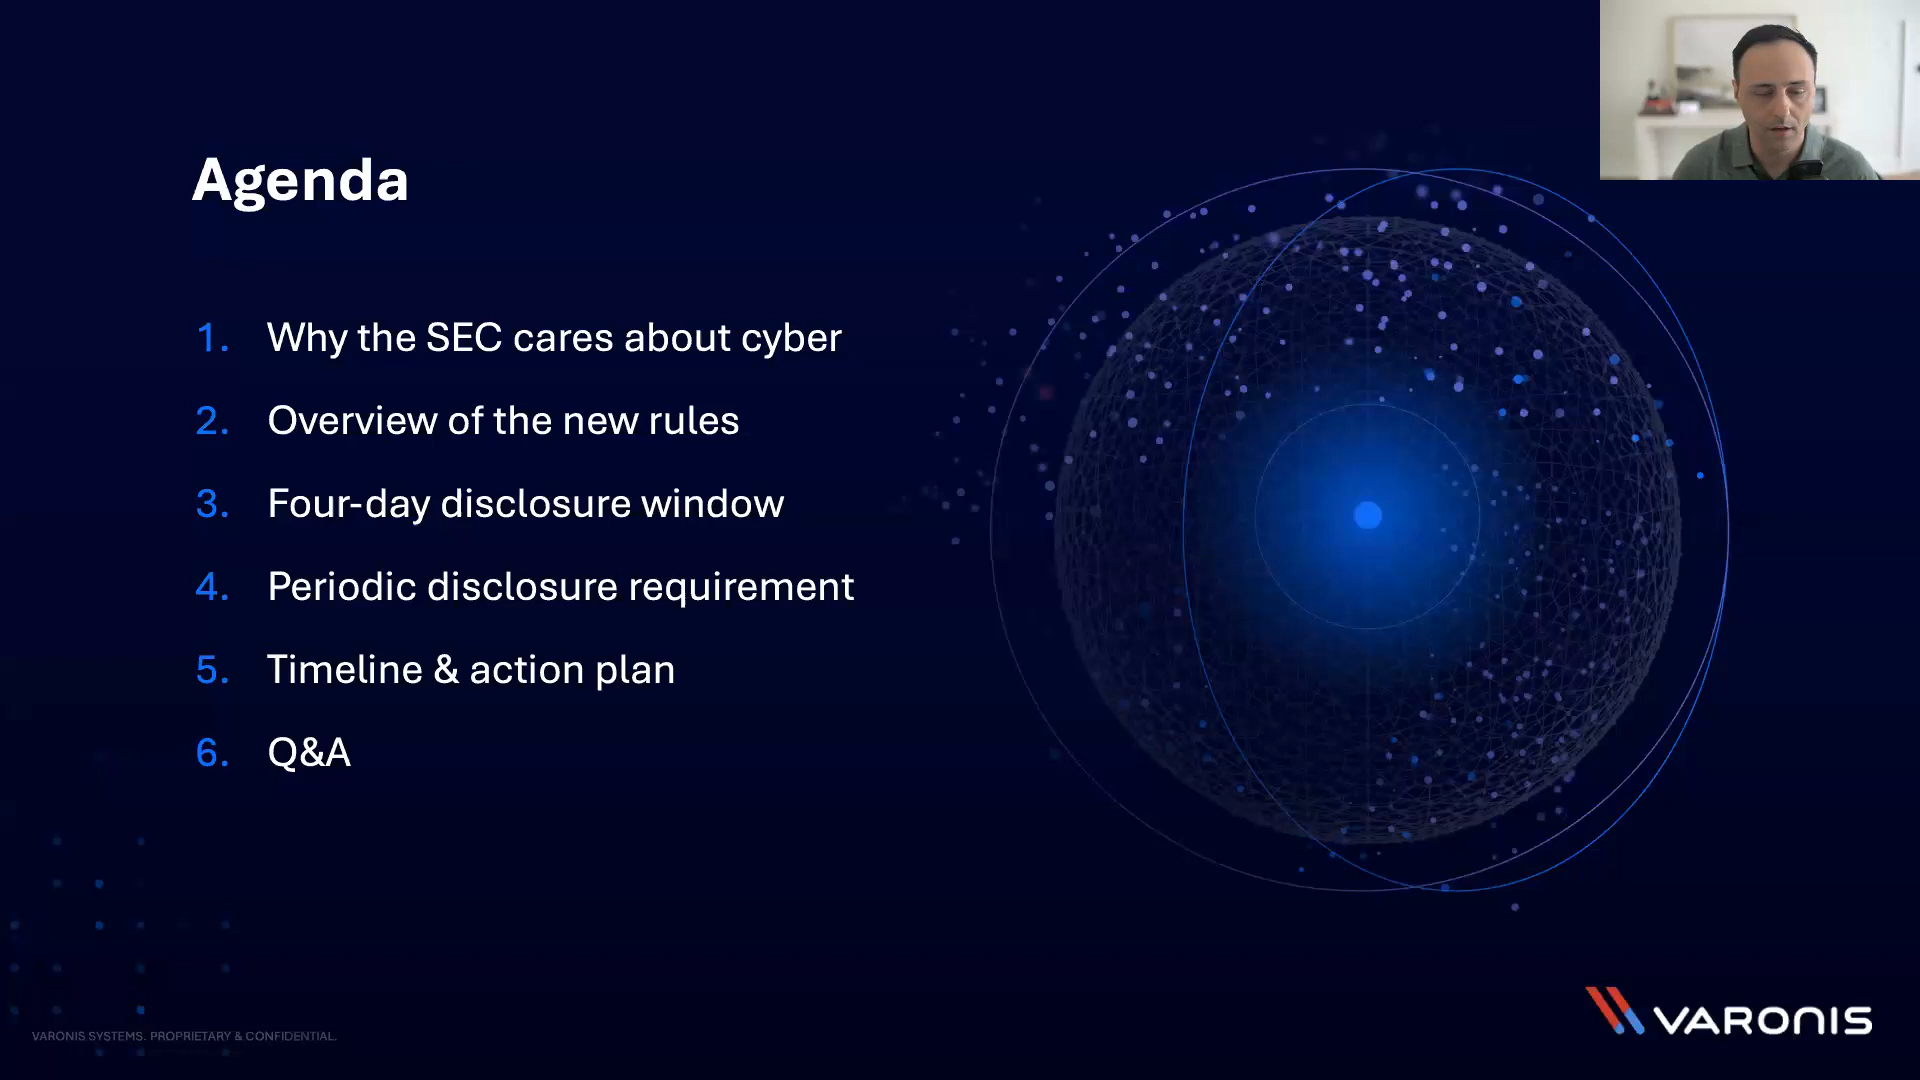 Agenda
1. Why the SEC cares about cyber
2. Overview of the new rules
3. Four-day disclosure window
4. Periodic disclosure requirement
5. Timeline & action plan
6. Q&A
VARONIS SYSTEMS. PROPRIETARY & CONFIDENTIAL.
VARONIS